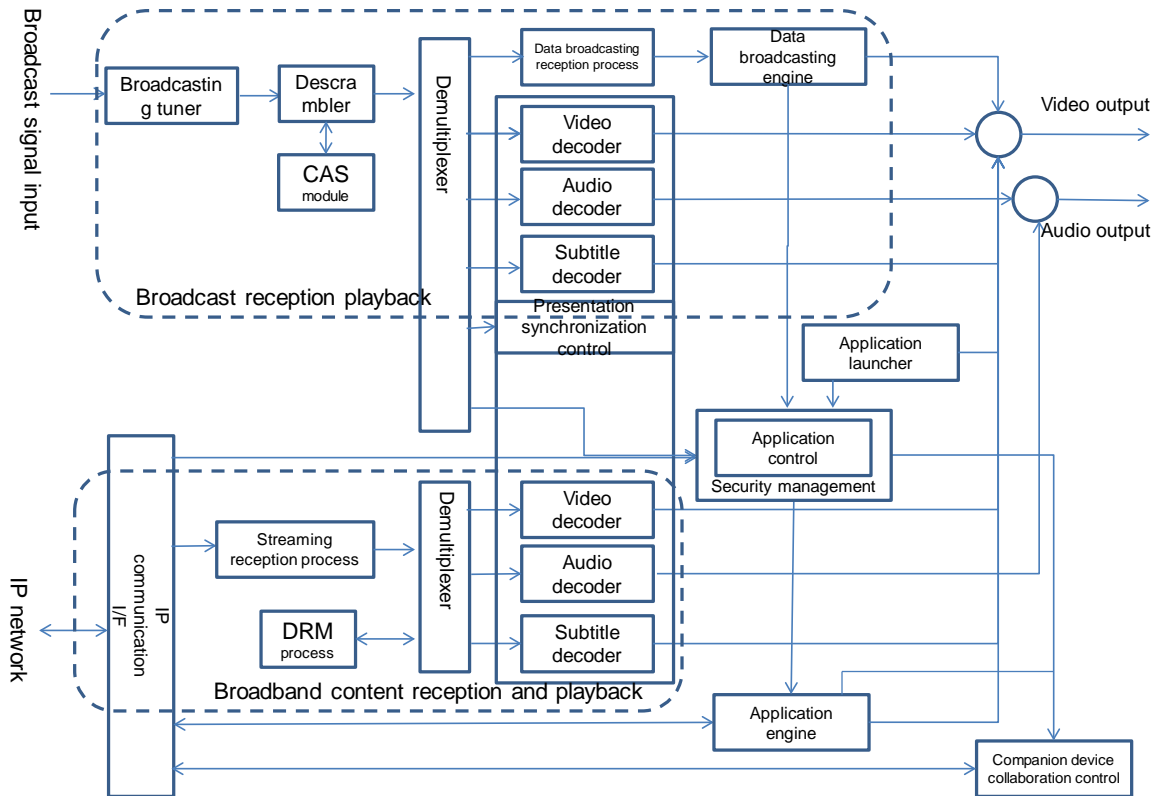 Broadcast signal input
Broadcastin
g tuner
Descra
mbler
CAS
module
Demultiplexer
Data broadcasting
reception process
Data
broadcasting
engine
Video
decoder
Audio
decoder
Subtitle
decoder
Video output
Audio output
Broadcast reception playback
Presentation
synchronization
control
Application
launcher
Application
control
Security management
IP network
IP
communication
I/F
Streaming
reception process
DRM
process
Demultiplexer
Video
decoder
Audio
decoder
Subtitle
decoder
Broadband content reception and playback
Application
engine
Companion device
collaboration control